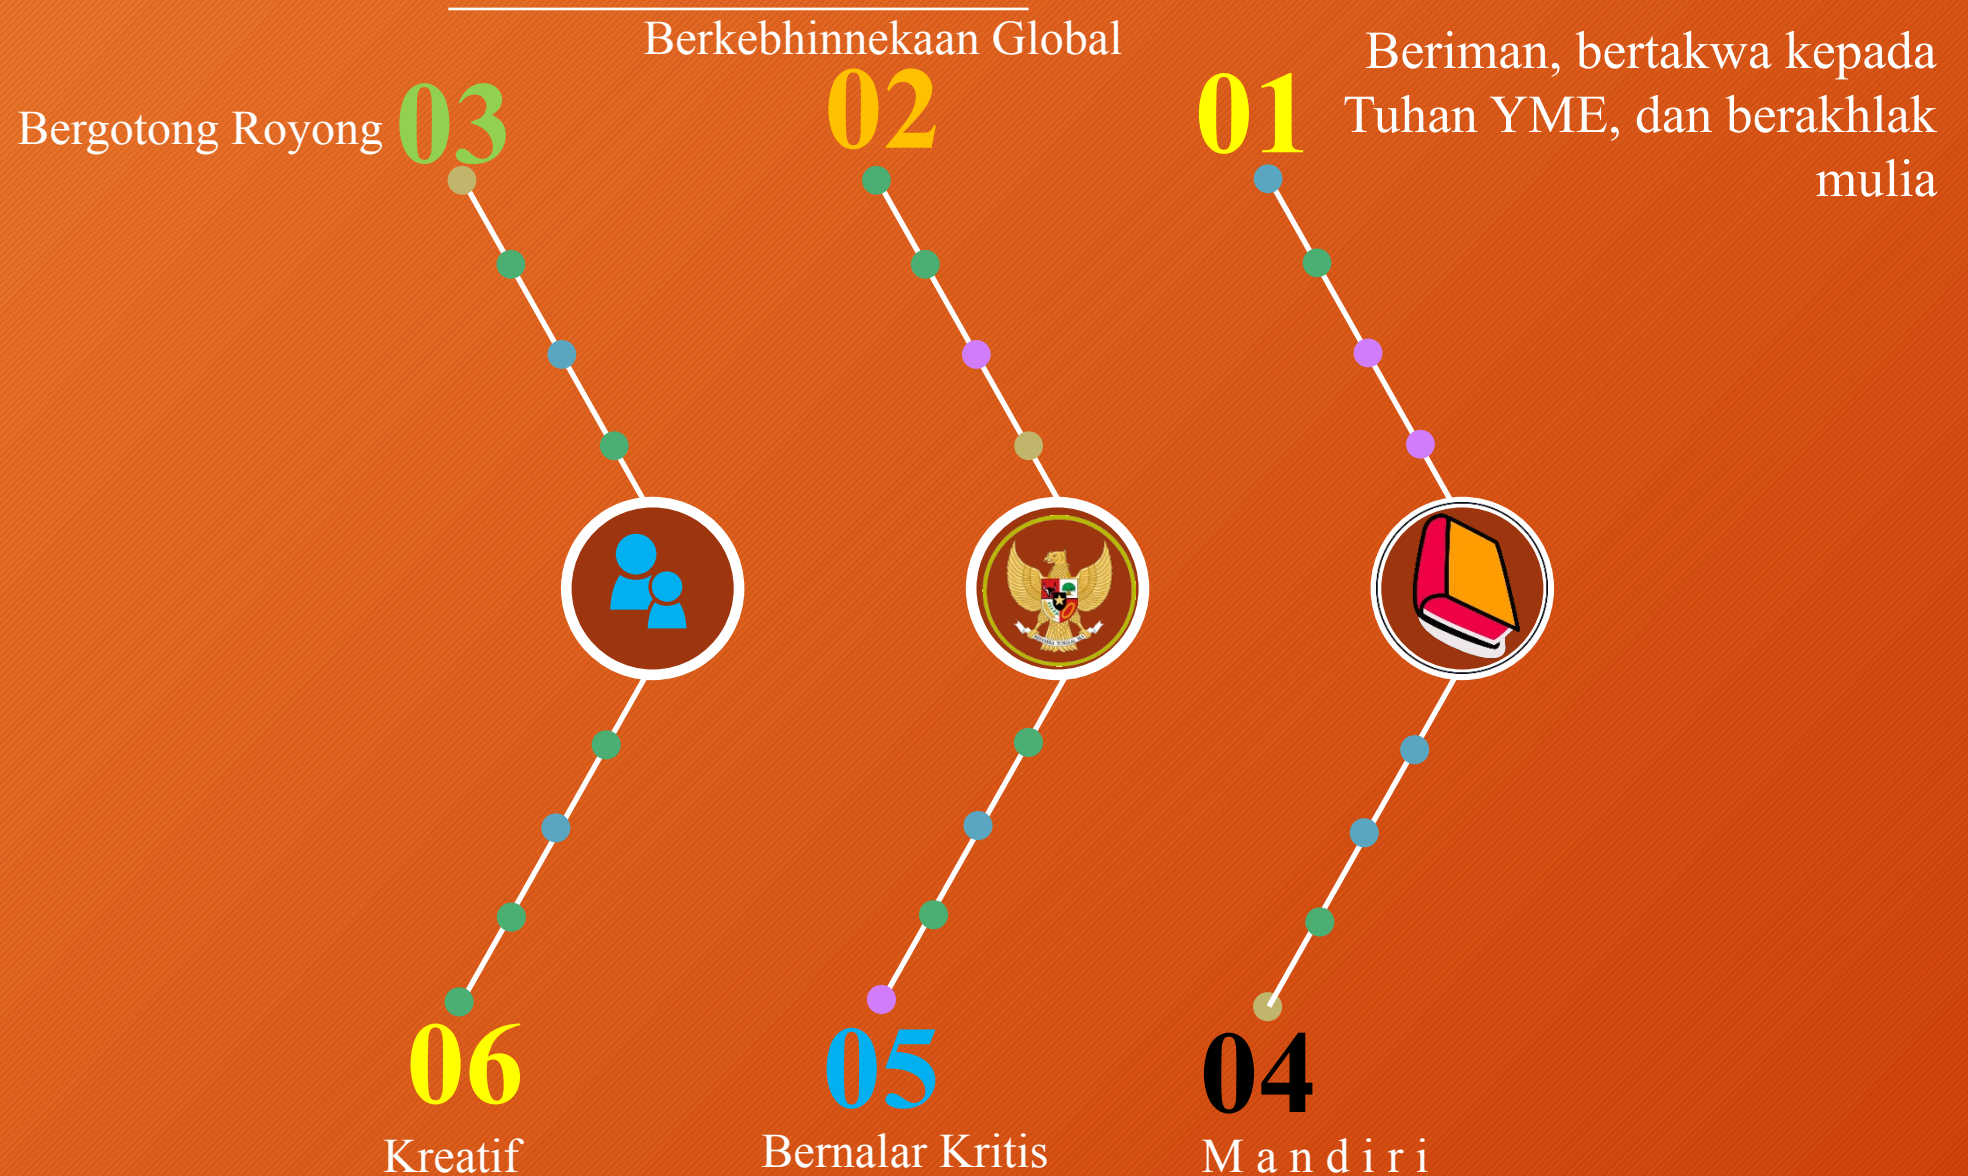 Berkebhinnekaan Global
Beriman, bertakwa kepada
Tuhan YME, dan berakhlak
mulia
Bergotong Royong
03
02
01
06
05
04
Kreatif
Bernalar Kritis
Mandiri